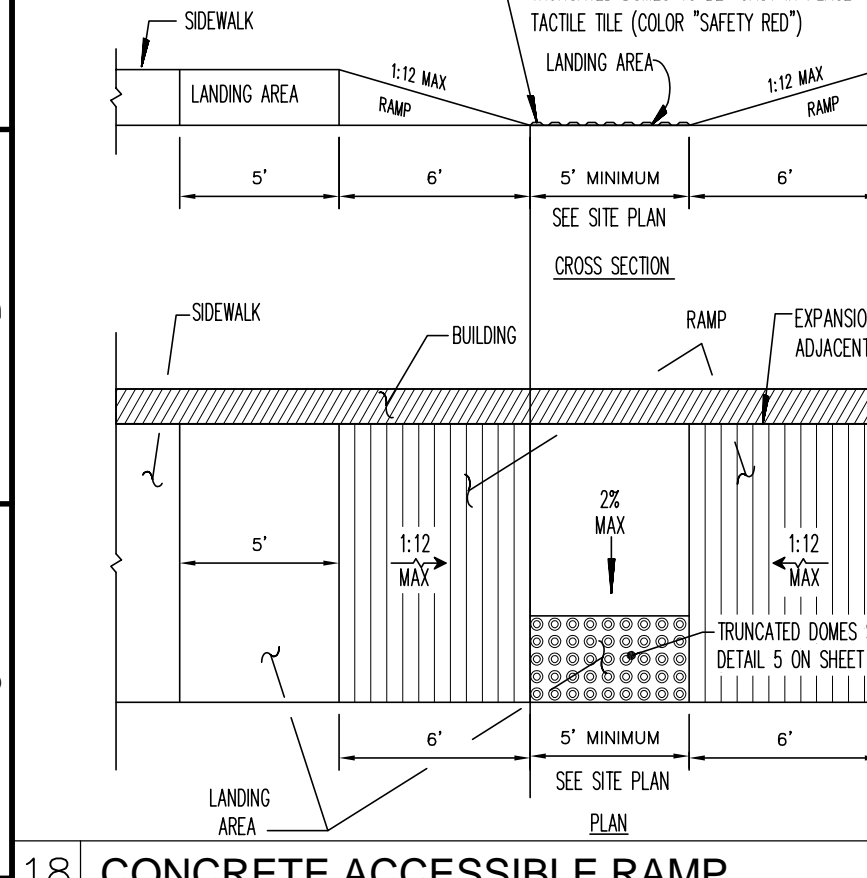 SIDEWALK
TACTILE TILE (COLOR "SAFETY RED")
LANDING AREA
1:12 MAX
RAMP
LANDING AREA
1:12 MAX
RAMP
5'
6'
5' MINIMUM
6'
SEE SITE PLAN
CROSS SECTION
SIDEWALK
BUILDING
RAMP
ADJACENT
2%
MAX
5'
1:12
MAX
1:12
MAX
TRUNCATED DOMES
DETAIL 5 ON SHEET
6'
5' MINIMUM
6'
SEE SITE PLAN
LANDING
AREA
PLAN
18
CONCRETE ACCESSIBLE RAMP